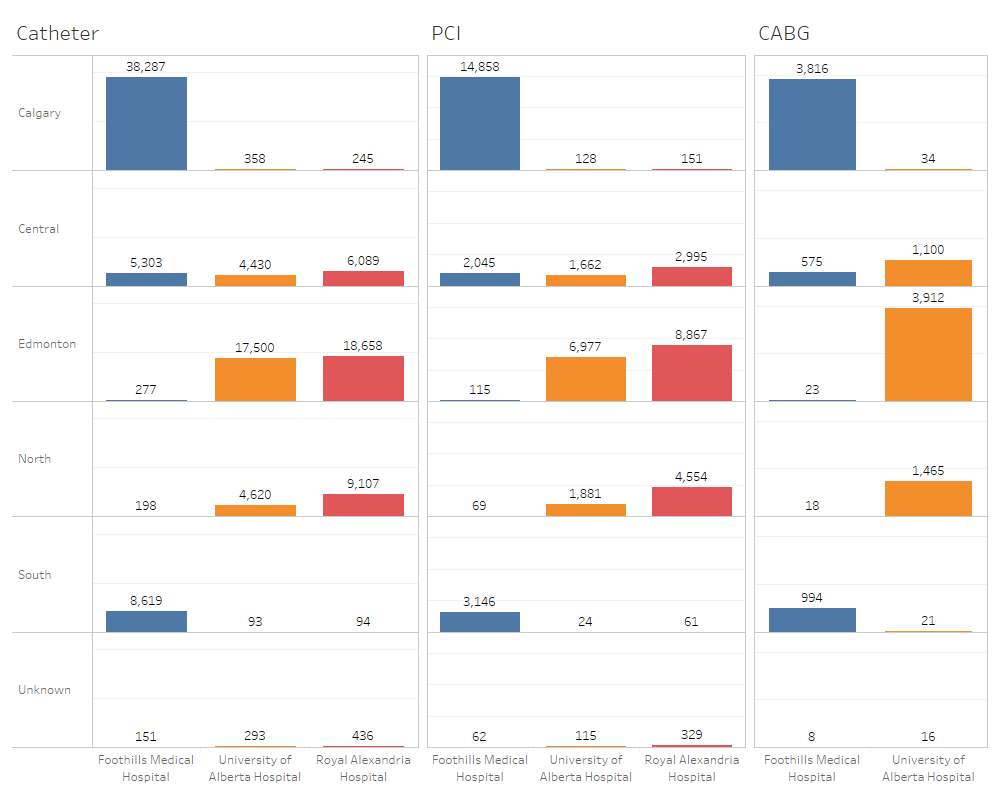 Catheter PCI CABG
38,287 14,858 3,816
Calgary
358 245 128 151 34
Central
5,303 4,430 6,089 2,045 1,662 2,995 575 1,100
3,912
Edmonton
17,500 18,658 6,977 8,867
277 115 23
North
4,620 9,107 1,881 4,554 1,465
198 69 18
South
8,619 3,146 994
93 94 24 61 21
Unknown
151 293 436 62 115 329 8 16
Foothills Medical University of Royal Alexandria Foothills Medical University of Royal Alexandria Foothills Medical University of
Hospital Alberta Hospital Hospital Hospital Alberta Hospital Hospital Hospital Alberta Hospital